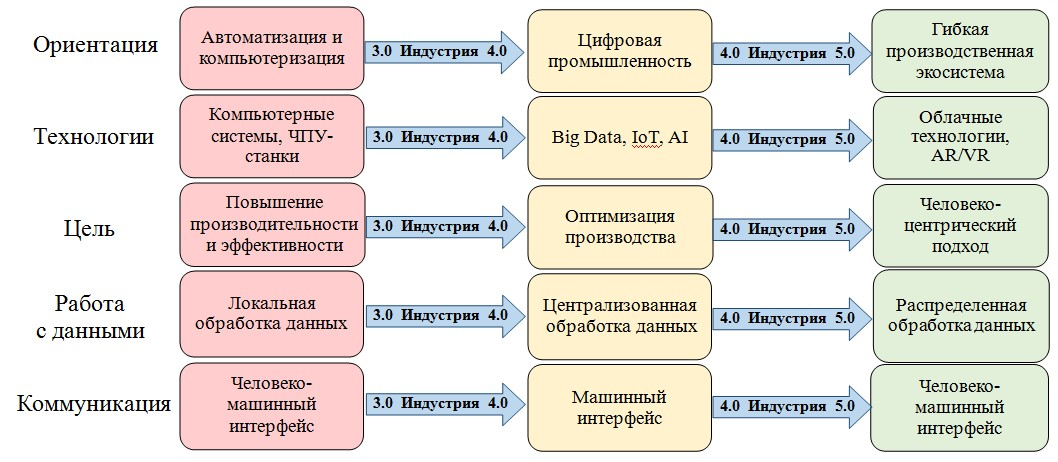 Ориентация
Автоматизация и
компьютеризация
3.0 Индустрия 4.0
Цифровая
промышленность
4.0 Индустрия 5.0
Гибкая
производственная
экосистема
Технологии
Компьютерные
системы, ЧПУ-
станки
3.0 Индустрия 4.0
Big Data, IoT, AI
4.0 Индустрия 5.0
Облачные
технологии,
AR/VR
Цель
Повышение
производительности
и эффективности
3.0 Индустрия 4.0
Оптимизация
производства
4.0 Индустрия 5.0
Человеко-
центрический
подход
Работа
с данными
Локальная
обработка данных
3.0 Индустрия 4.0
Централизованная
обработка данных
4.0 Индустрия 5.0
Распределенная
обработка данных
Коммуникация
Человеко-
машинный
интерфейс
3.0 Индустрия 4.0
Машинный
интерфейс
4.0 Индустрия 5.0
Человеко-
машинный
интерфейс